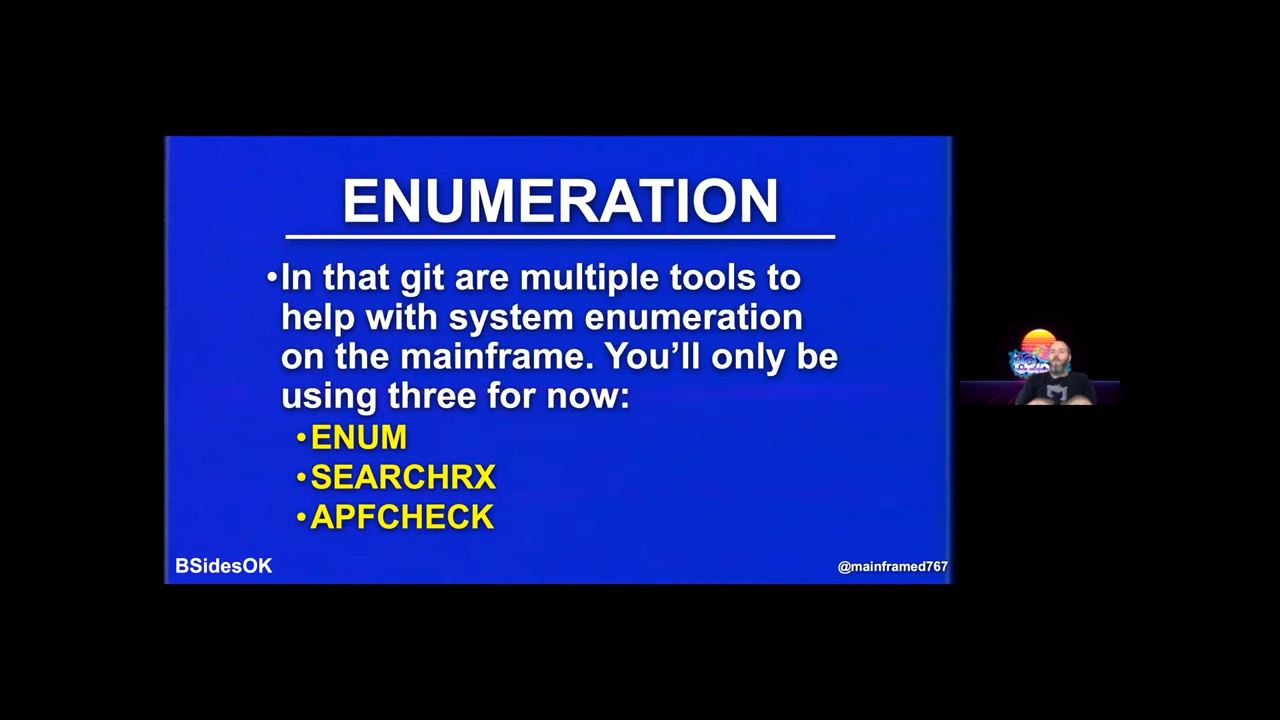 ENUMERATION
•In that git are multiple tools to
help with system enumeration
on the mainframe. You’ll only be
using three for now:
•ENUM
•SEARCHRX
•APFCHECK
BSidesOK
@mainframed767